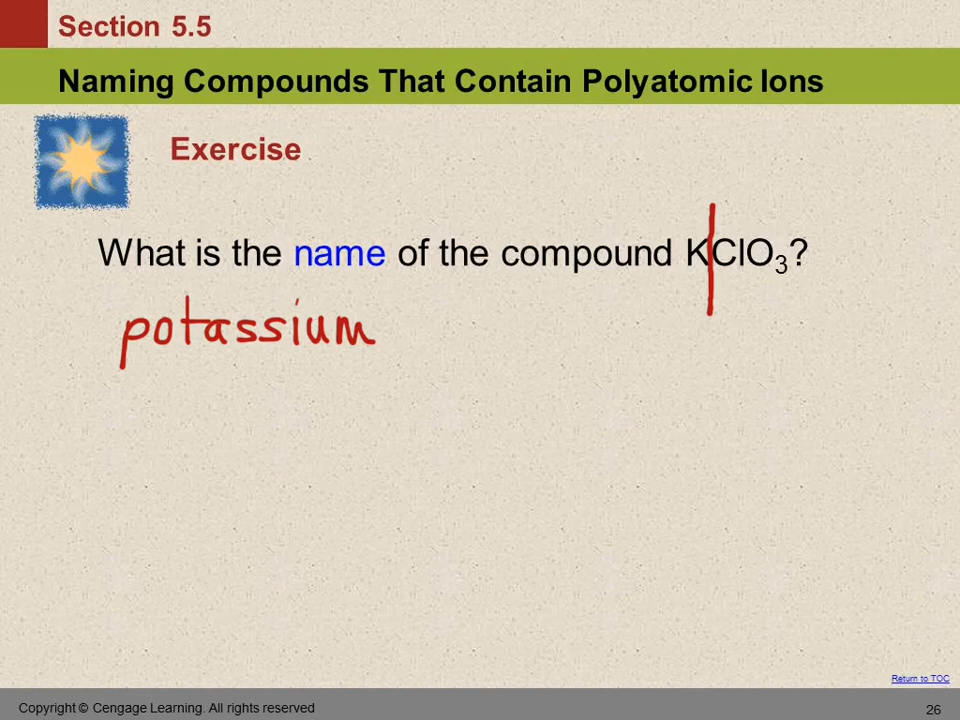 Section 5.5
Naming Compounds That Contain Polyatomic Ions
Exercise
What is the name of the compound KClO₃?
potassium
Return to TOC
Copyright © Cengage Learning. All rights reserved
26